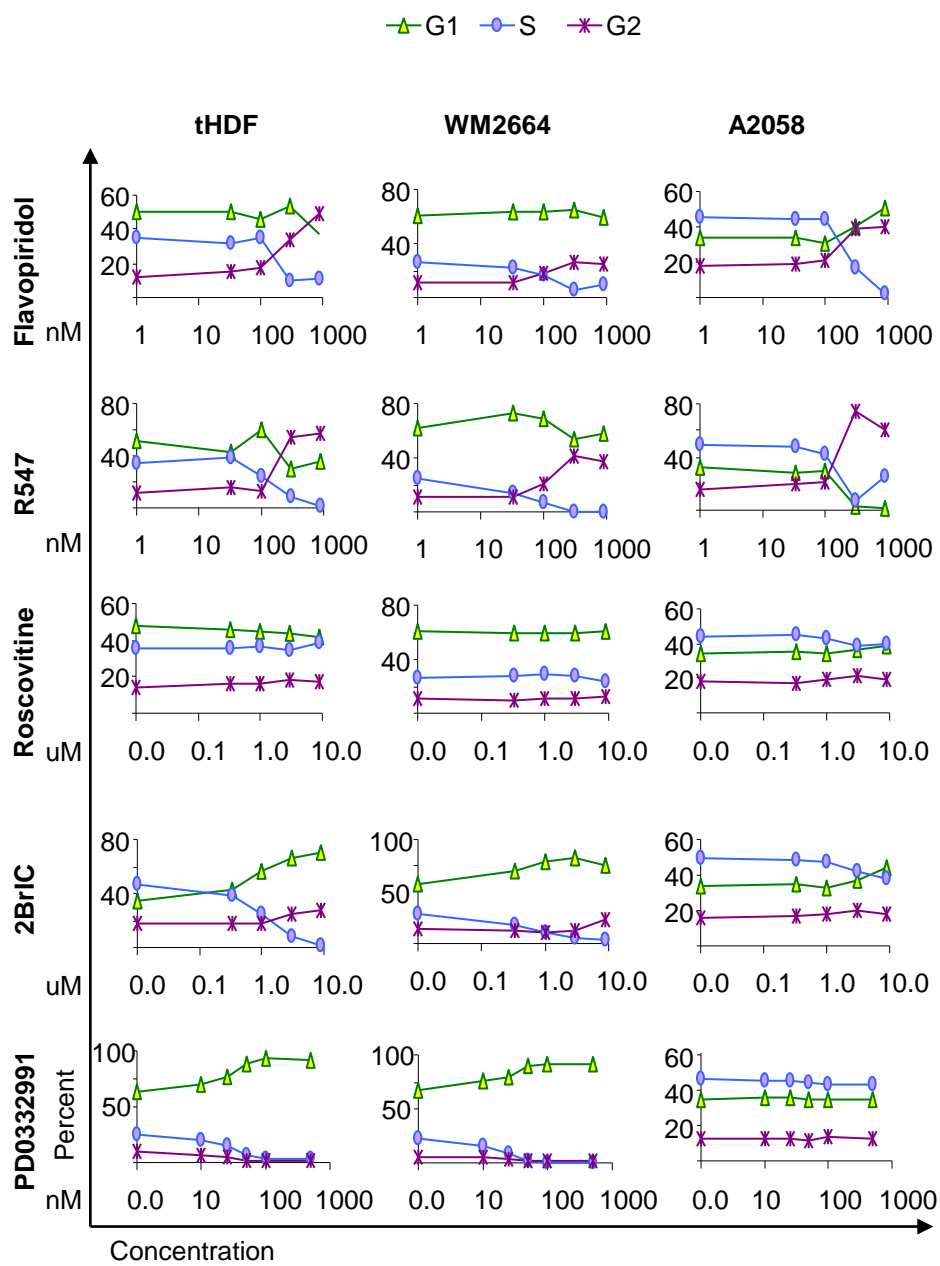 G1 S G2
tHDF WM2664 A2058
Flavopiridol
60 80 60
40 40 40
20 20
nM 1 10 100 1000 1 10 100 1000 1 10 100 1000
R547
80 80 80
40 40 40
nM 1 10 100 1000 1 10 100 1000 1 10 100 1000
Roscovitine
60 80 60
40 40 40
20 20
uM 0.0 0.1 1.0 10.0 0.0 0.1 1.0 10.0 0.0 0.1 1.0 10.0
2BrIC
80 100 60
40 50 40
20
uM 0.0 0.1 1.0 10.0 0.0 0.1 1.0 10.0 0.0 0.1 1.0 10.0
PD0332991
Percent
100 100 60
50 50 40
20
nM 0.0 10 100 1000 0.0 10 100 1000 0.0 10 100 1000
Concentration